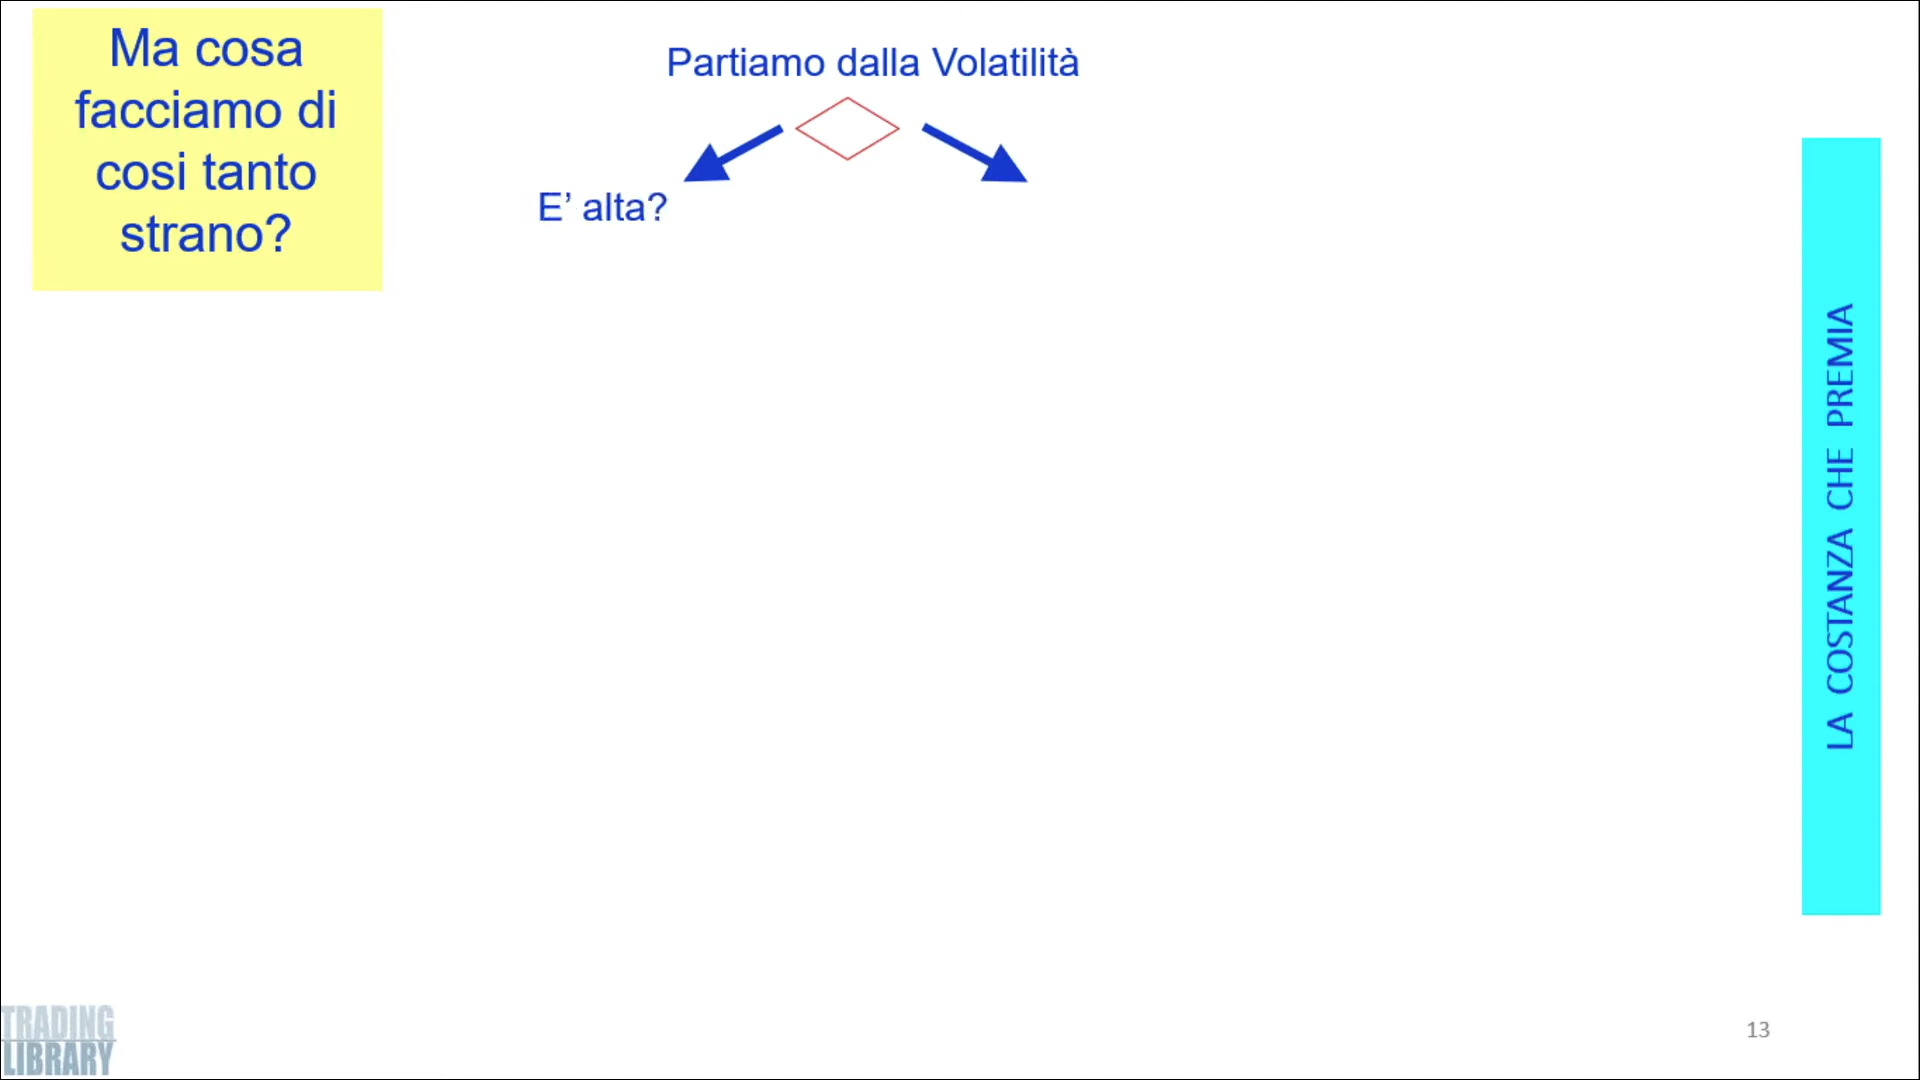 Ma cosa
facciamo di
cosi tanto
strano?
Partiamo dalla Volatilità
E’ alta?
LA COSTANZA CHE PREMIA
TRADING
LIBRARY
13